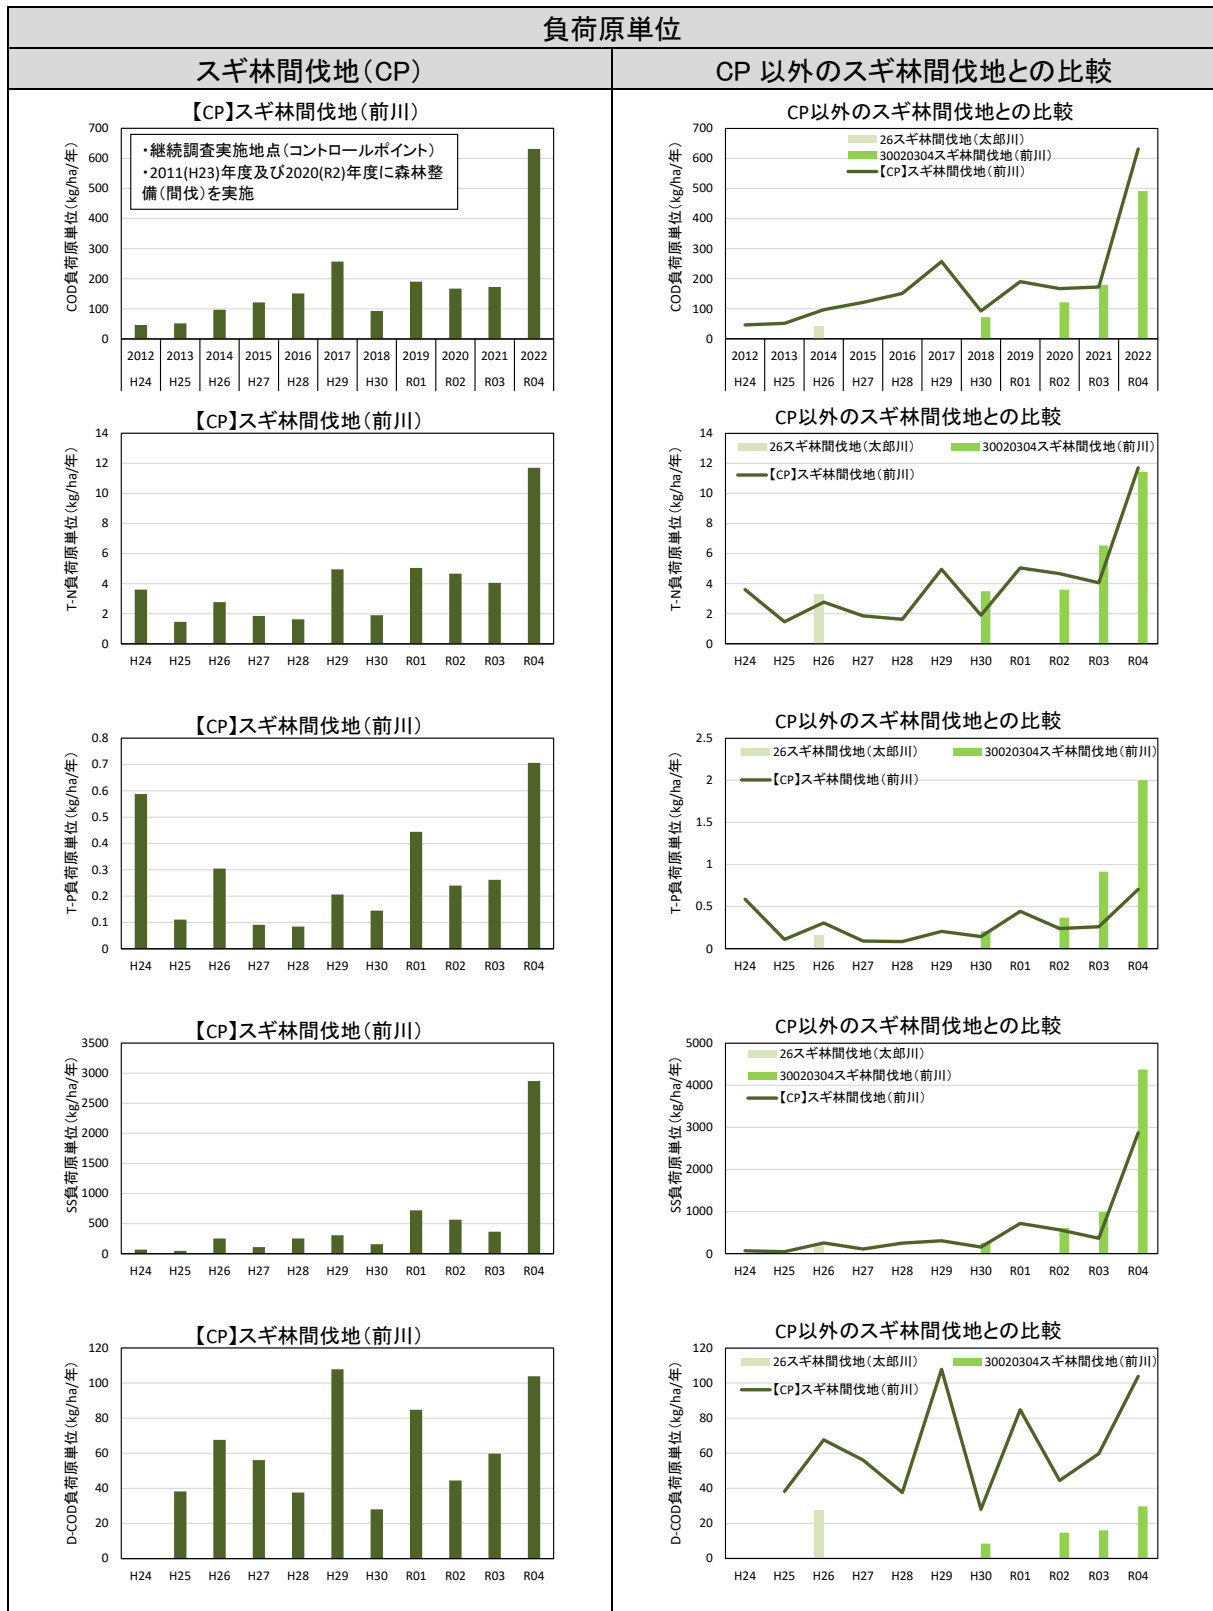 負荷原単位
スギ林間伐地（CP）
CP 以外のスギ林間伐地との比較
【CP】スギ林間伐地（前川）
COD負荷原単位（kg/ha/年）
700
600
500
400
300
200
100
0
・継続調査実施地点（コントロールポイント）
・2011(H23)年度及び2020(R2)年度に森林整
備（間伐）を実施
2012 2013 2014 2015 2016 2017 2018 2019 2020 2021 2022
H24 H25 H26 H27 H28 H29 H30 R01 R02 R03 R04
CP以外のスギ林間伐地との比較
COD負荷原単位（kg/ha/年）
700
600
500
400
300
200
100
0
26スギ林間伐地（太郎川）
30020304スギ林間伐地（前川）
【CP】スギ林間伐地（前川）
2012 2013 2014 2015 2016 2017 2018 2019 2020 2021 2022
H24 H25 H26 H27 H28 H29 H30 R01 R02 R03 R04
【CP】スギ林間伐地（前川）
T-N負荷原単位（kg/ha/年）
14
12
10
8
6
4
2
0
H24 H25 H26 H27 H28 H29 H30 R01 R02 R03 R04
CP以外のスギ林間伐地との比較
T-N負荷原単位（kg/ha/年）
14
12
10
8
6
4
2
0
26スギ林間伐地（太郎川） 30020304スギ林間伐地（前川）
【CP】スギ林間伐地（前川）
H24 H25 H26 H27 H28 H29 H30 R01 R02 R03 R04
【CP】スギ林間伐地（前川）
T-P負荷原単位（kg/ha/年）
0.8
0.7
0.6
0.5
0.4
0.3
0.2
0.1
0
H24 H25 H26 H27 H28 H29 H30 R01 R02 R03 R04
CP以外のスギ林間伐地との比較
T-P負荷原単位（kg/ha/年）
2.5
2
1.5
1
0.5
0
26スギ林間伐地（太郎川） 30020304スギ林間伐地（前川）
【CP】スギ林間伐地（前川）
H24 H25 H26 H27 H28 H29 H30 R01 R02 R03 R04
【CP】スギ林間伐地（前川）
SS負荷原単位（kg/ha/年）
3500
3000
2500
2000
1500
1000
500
0
H24 H25 H26 H27 H28 H29 H30 R01 R02 R03 R04
CP以外のスギ林間伐地との比較
SS負荷原単位（kg/ha/年）
5000
4000
3000
2000
1000
0
26スギ林間伐地（太郎川）
30020304スギ林間伐地（前川）
【CP】スギ林間伐地（前川）
H24 H25 H26 H27 H28 H29 H30 R01 R02 R03 R04
【CP】スギ林間伐地（前川）
D-COD負荷原単位（kg/ha/年）
120
100
80
60
40
20
0
H24 H25 H26 H27 H28 H29 H30 R01 R02 R03 R04
CP以外のスギ林間伐地との比較
D-COD負荷原単位（kg/ha/年）
120
100
80
60
40
20
0
26スギ林間伐地（太郎川） 30020304スギ林間伐地（前川）
【CP】スギ林間伐地（前川）
H24 H25 H26 H27 H28 H29 H30 R01 R02 R03 R04